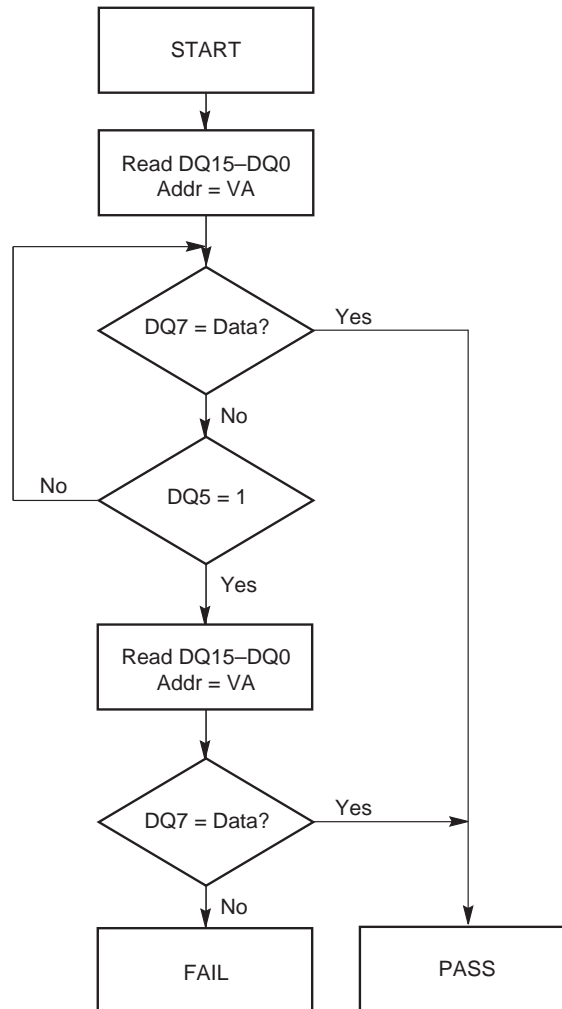 START
Read DQ15–DQ0
Addr = VA
DQ7 = Data?
Yes
No
DQ5 = 1
No
Yes
Read DQ15–DQ0
Addr = VA
DQ7 = Data?
Yes
No
FAIL
PASS